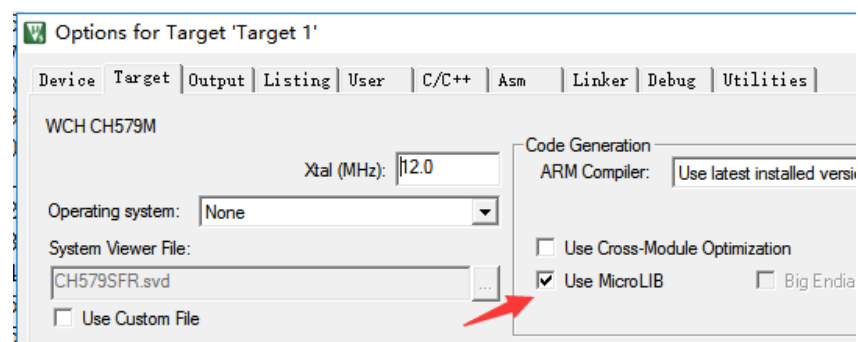 Options for Target 'Target 1'
Device Target Output Listing User C/C++ Asm Linker Debug Utilities
WCH CH579M
Xtal (MHz): 12.0
Operating system: None
System Viewer File:
CH579SFR.svd ...
Use Custom File
Code Generation
ARM Compiler: Use latest installed versi
Use Cross-Module Optimization
Use MicroLIB Big Endia